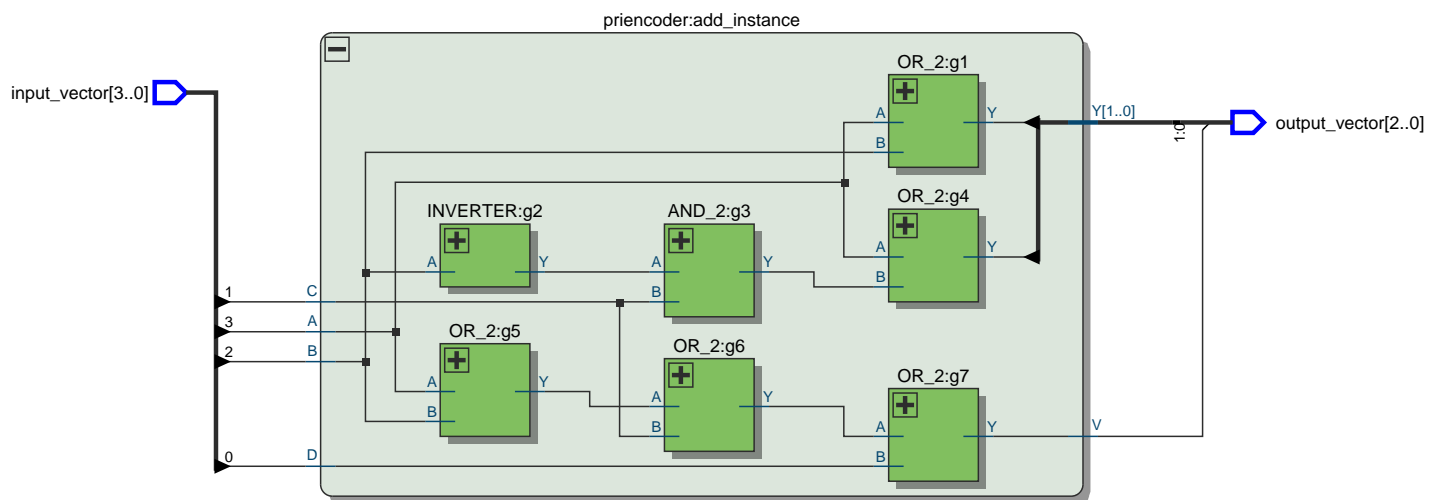 priencoder:add_instance
OR_2:g1
input_vector[3..0]
A Y Y[1..0]
output_vector[2..0]
B
1:0
INVERTER:g2 AND_2:g3 OR_2:g4
A Y A Y A Y
B
1 C B
3 A
OR_2:g5 OR_2:g6
2 B
OR_2:g7
A Y A Y
B B A Y V
0 D B